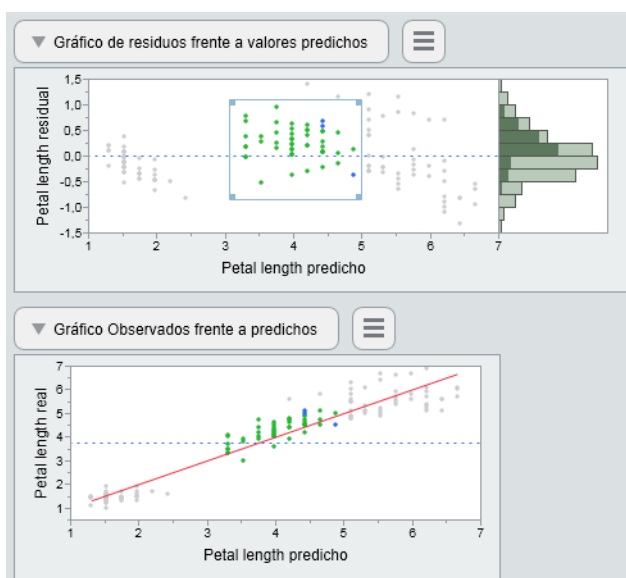 Gráfico de residuos frente a valores predichos
Petal length residual
1,5
1,0
0,5
0,0
-0,5
-1,0
-1,5
1 2 3 4 5 6 7
Petal length predicho
Gráfico Observados frente a predichos
Petal length real
7
6
5
4
3
2
1
1 2 3 4 5 6 7
Petal length predicho